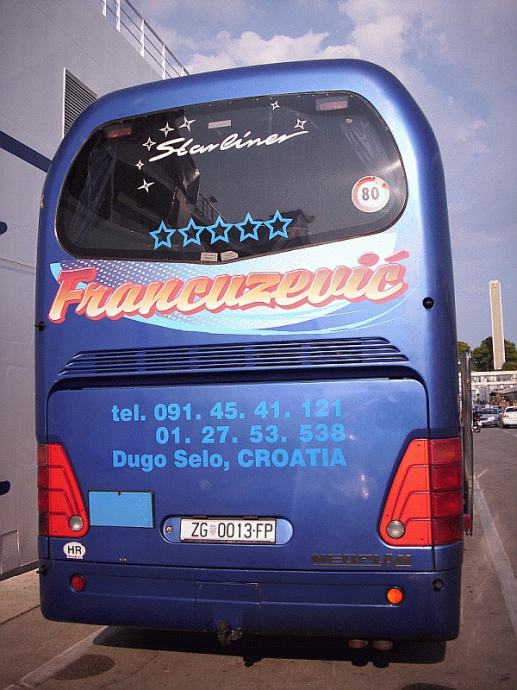 Starliner
80
Francuzević
tel. 091. 45. 41. 121
01. 27. 53. 538
Dugo Selo, CROATIA
ZG 0013-FP
HR
NEOPLAN